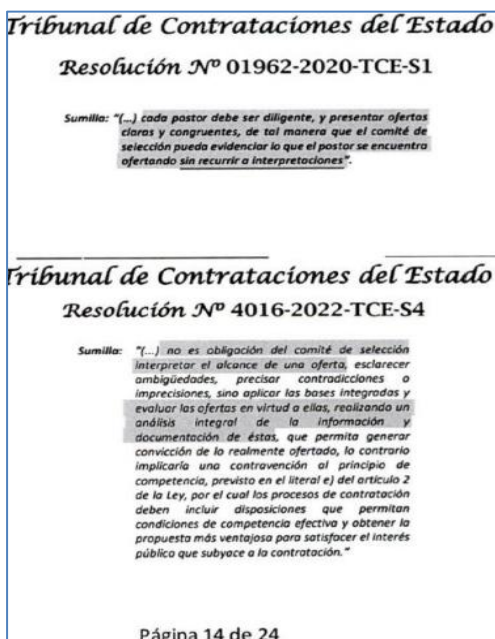 Tribunal de Contrataciones del Estado
Resolución Nº 01962-2020-TCE-S1
Sumilla: "(...) cada postor debe ser diligente, y presentar ofertas
claras y congruentes, de tal manera que el comité de
selección pueda evidenciar lo que el postor se encuentra
ofertando sin recurrir a interpretaciones".
Tribunal de Contrataciones del Estado
Resolución Nº 4016-2022-TCE-S4
Sumilla: "(...) no es obligación del comité de selección
interpretar el alcance de una oferta, esclarecer
ambigüedades, precisar contradicciones o
imprecisiones, sino aplicar las bases integradas y
evaluar las ofertas en virtud a ellas, realizando un
análisis integral de la información y
documentación de éstas, que permita generar
convicción de lo realmente ofertado, lo contrario
implicaría una contravención al principio de
competencia, previsto en el literal e) del artículo 2
de la Ley, por el cual los procesos de contratación
deben incluir disposiciones que permitan
condiciones de competencia efectiva y obtener la
propuesta más ventajosa para satisfacer el interés
público que subyace a la contratación."
Página 14 de 24